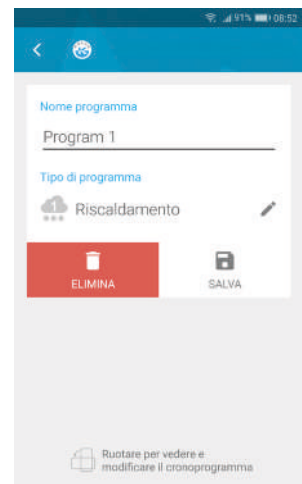 91% 08:52
Nome programma
Program 1
Tipo di programma
1 Riscaldamento
ELIMINA SALVA
Ruotare per vedere e
modificare il cronoprogramma